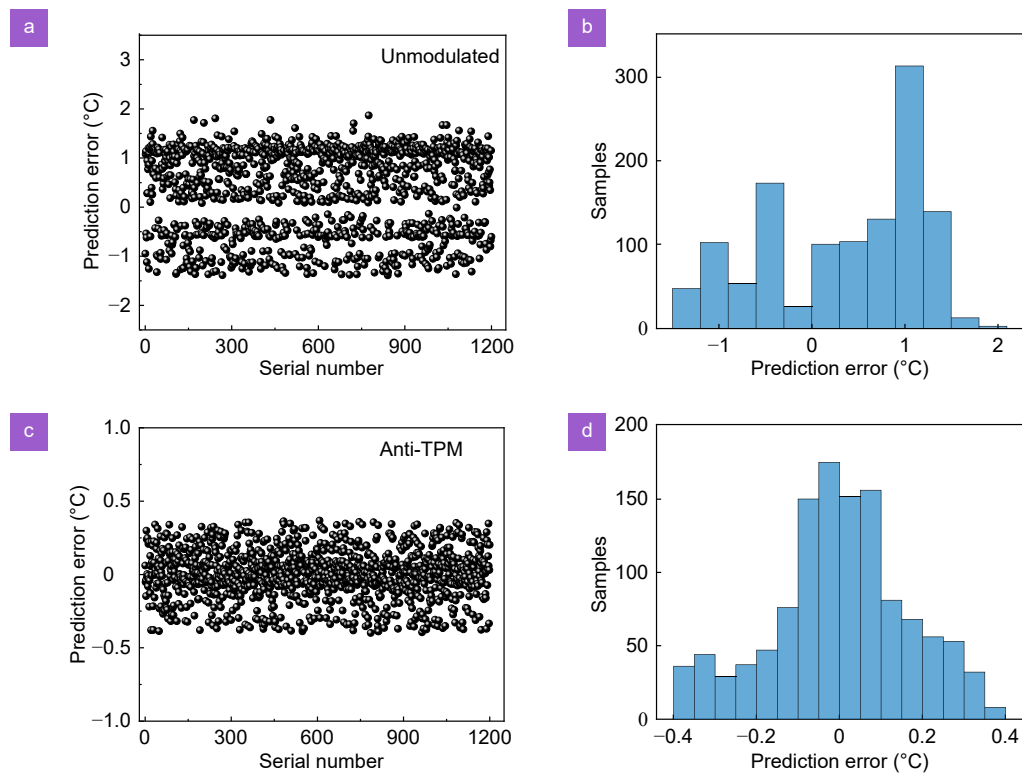 a
Unmodulated
Prediction error (°C)
3
2
1
0
−1
−2
0
300
600
900
1200
Serial number
b
Samples
300
200
100
0
−1
0
1
2
Prediction error (°C)
c
Anti-TPM
Prediction error (°C)
1.0
0.5
0
−0.5
−1.0
0
300
600
900
1200
Serial number
d
Samples
200
150
100
50
0
−0.4
−0.2
0
0.2
0.4
Prediction error (°C)